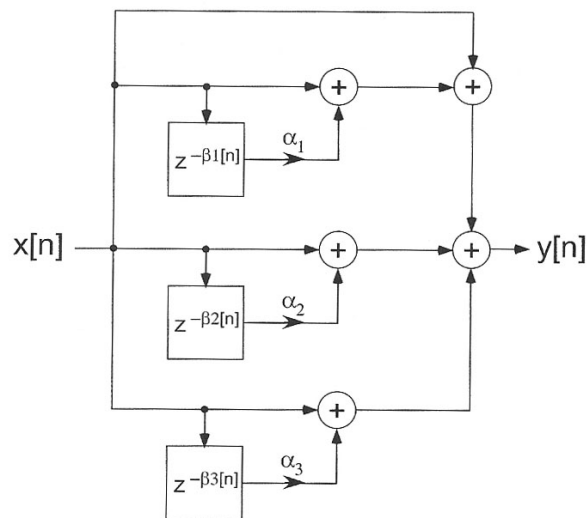 +
+
α₁
z⁻ᵝ¹[n]
x[n]
+
+
y[n]
α₂
z⁻ᵝ²[n]
+
α₃
z⁻ᵝ³[n]